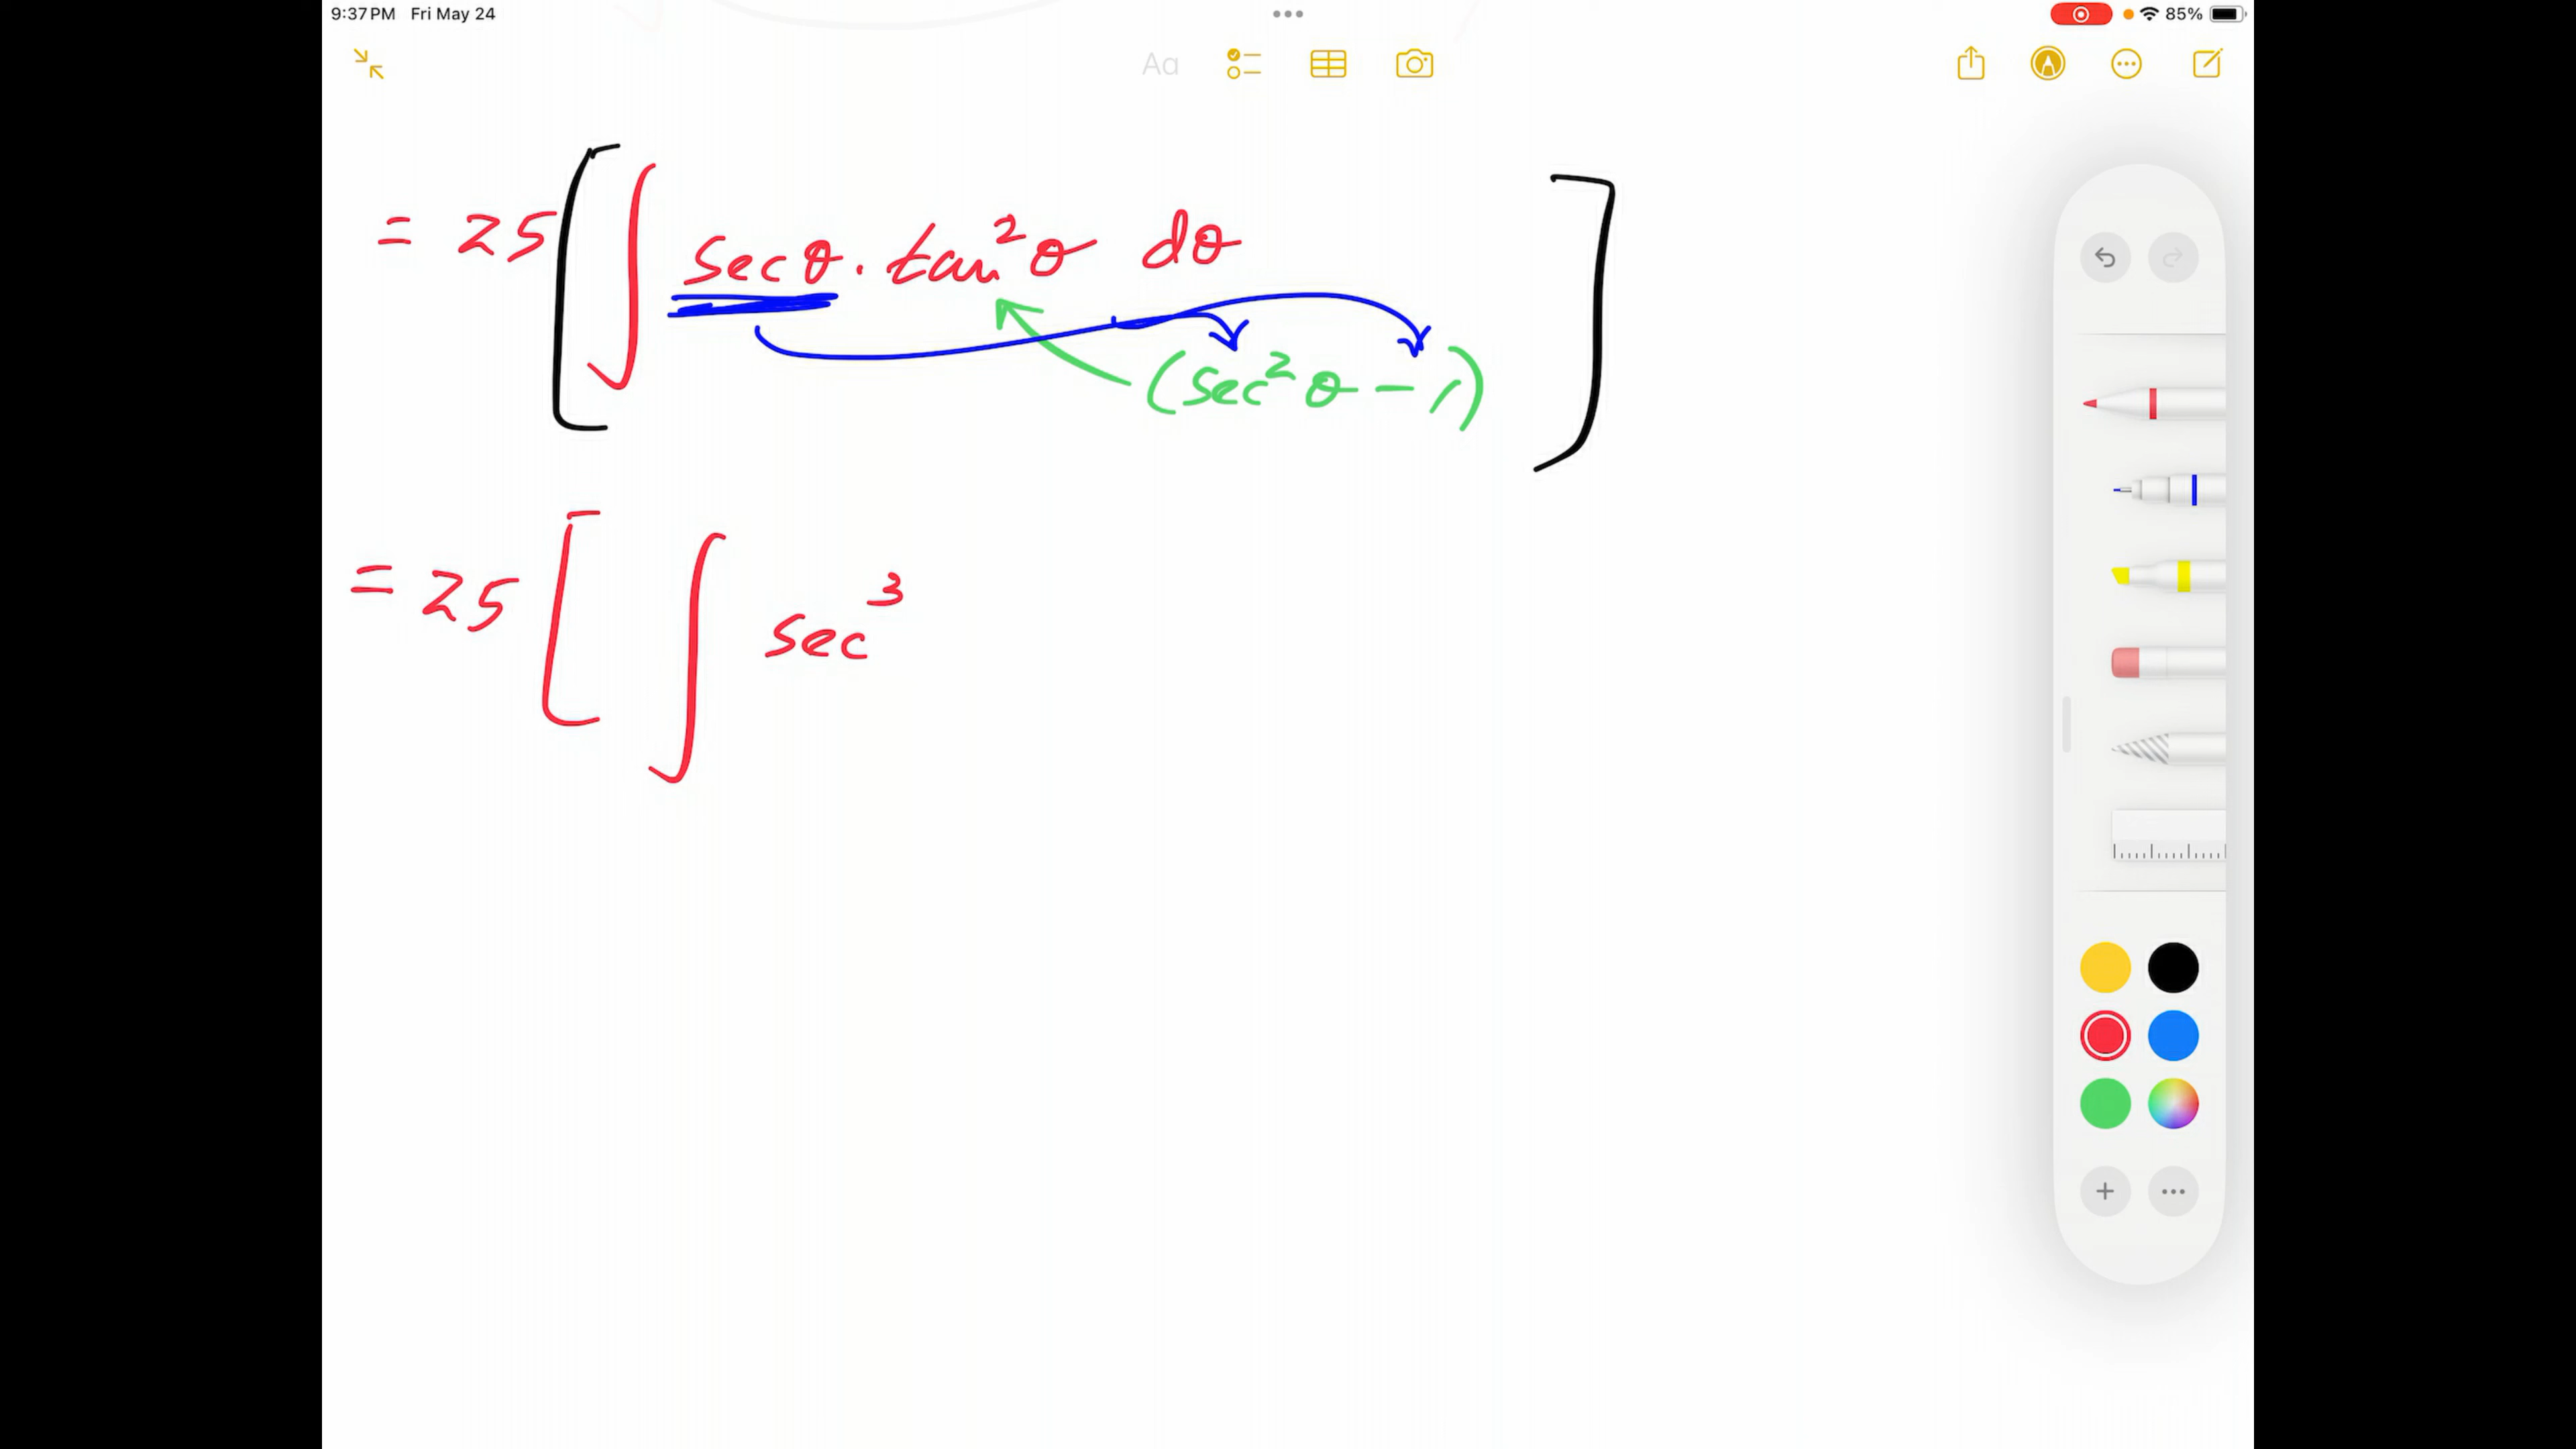 9:37 PM Fri May 24 85%
Aa
= 25 [ ∫ sec θ · tan² θ dθ ]
(sec² θ − 1)
= 25 [ ∫ sec³